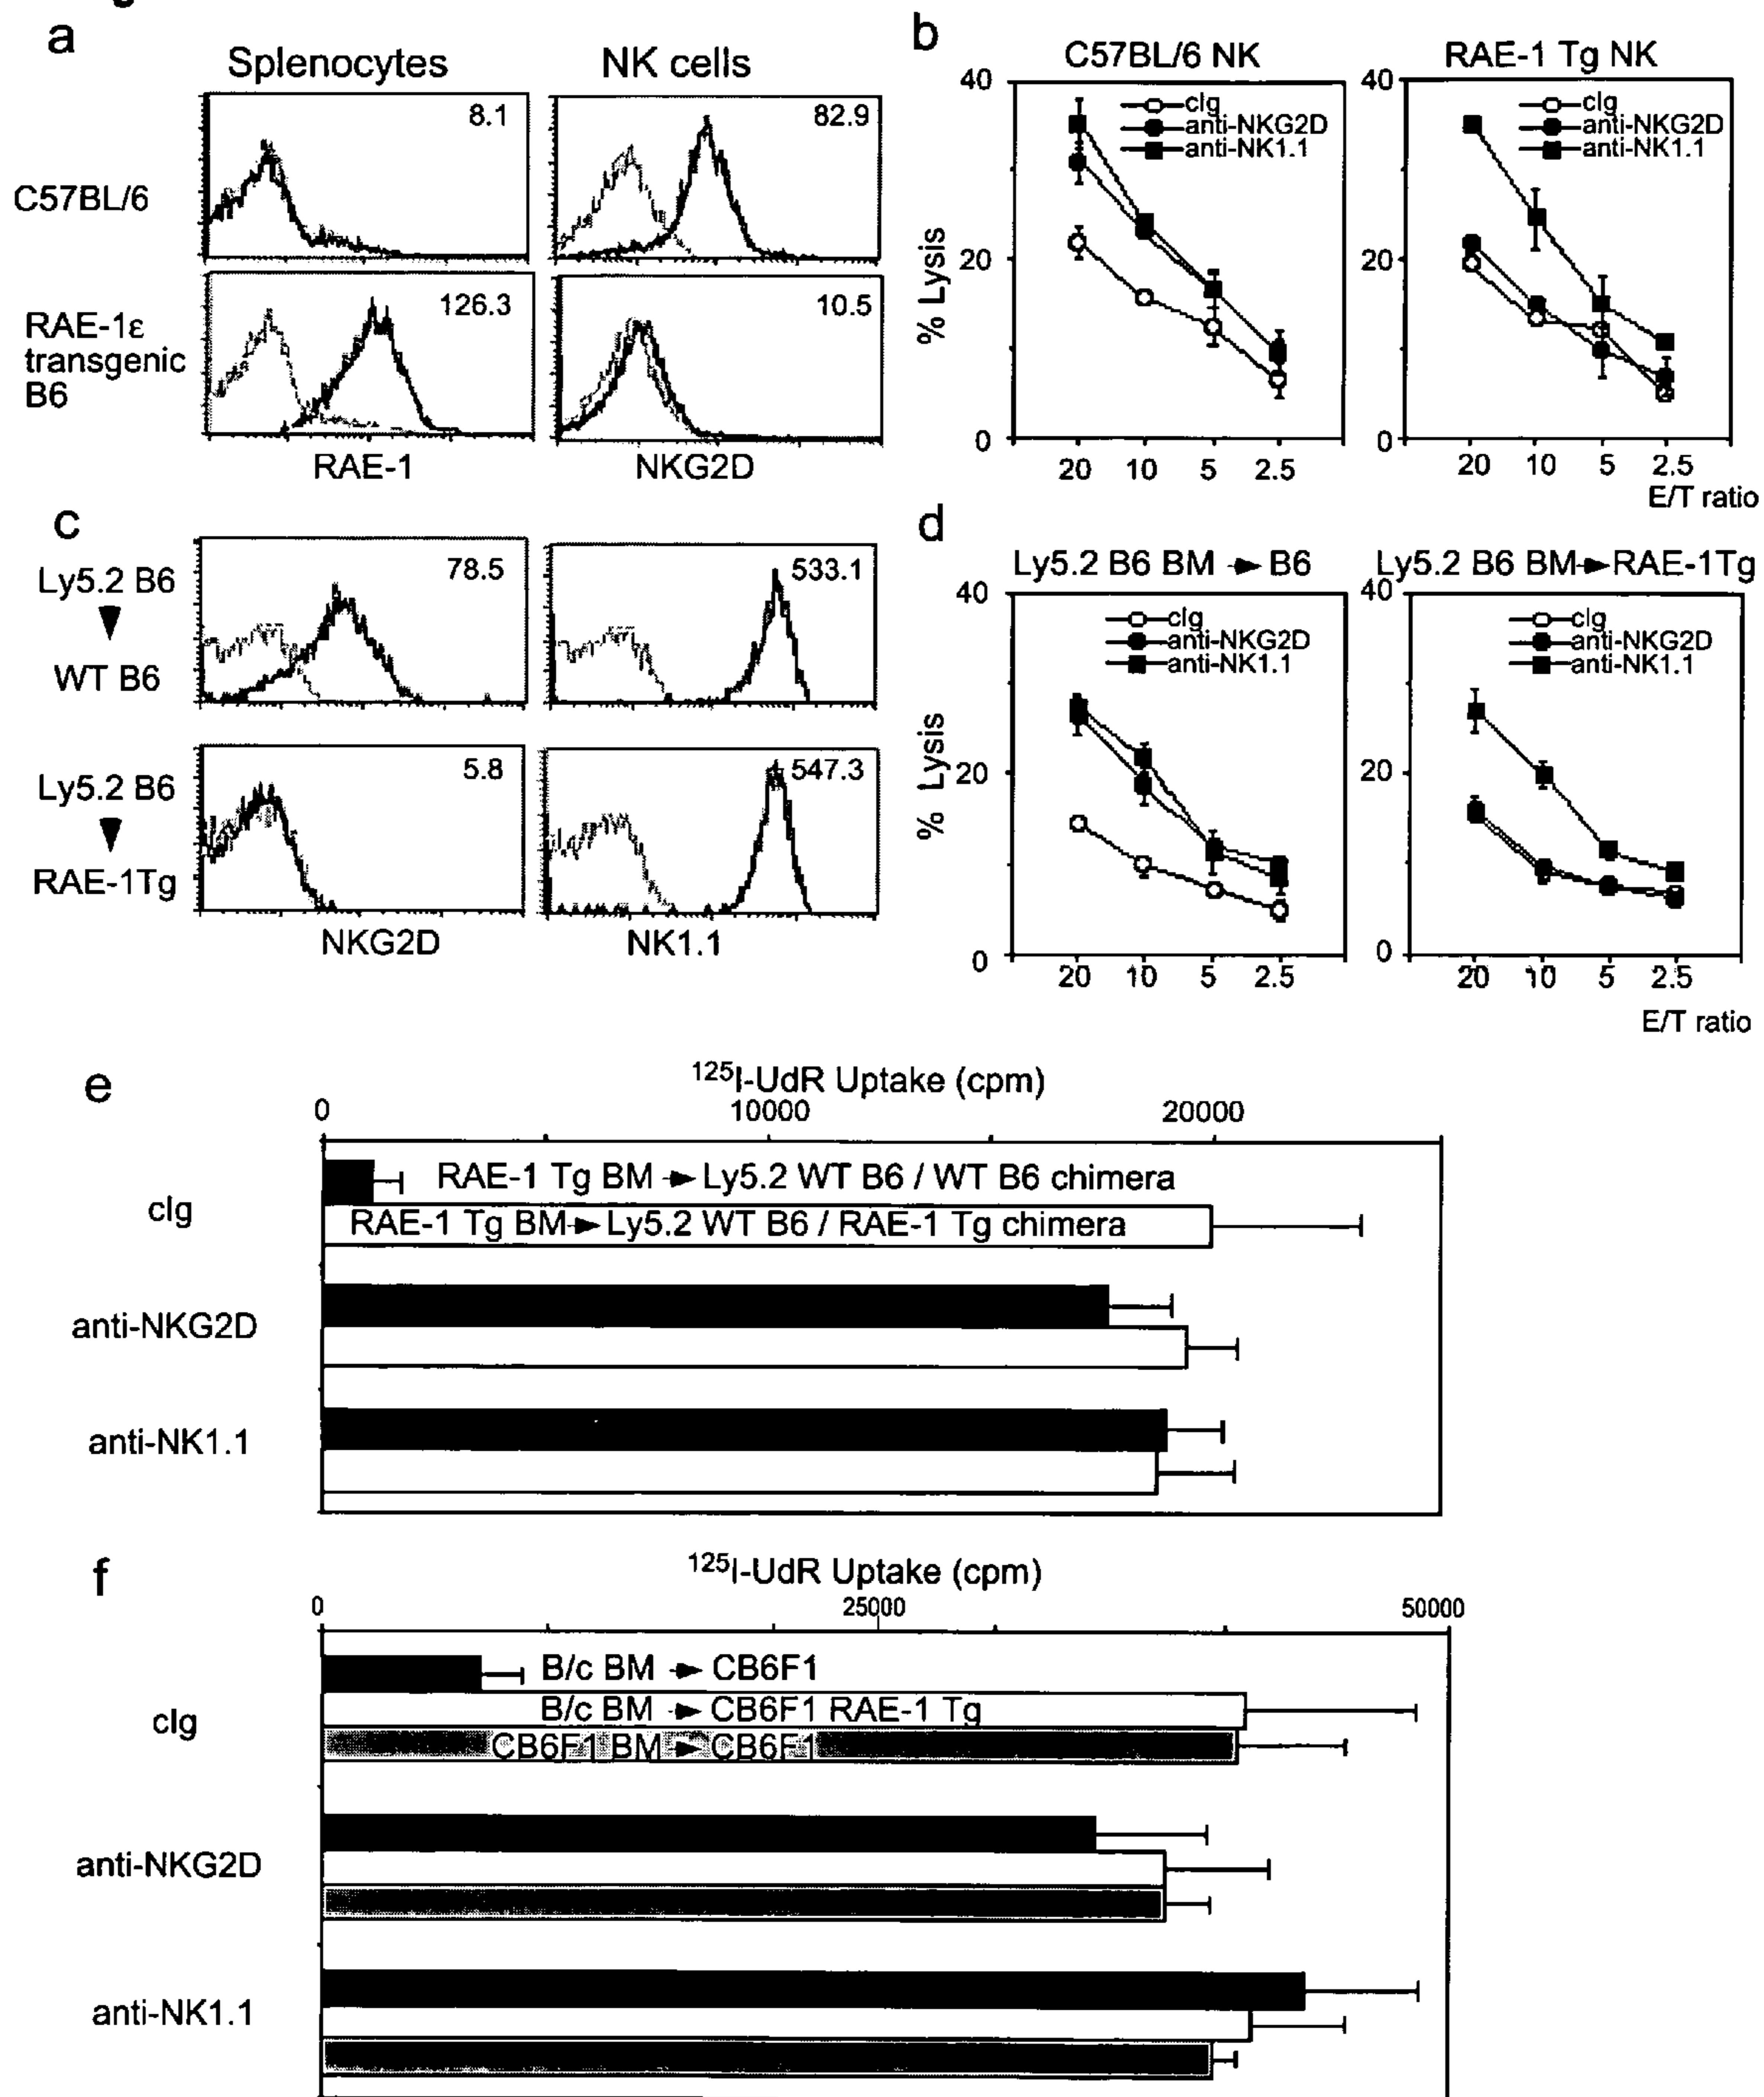 a
Splenocytes
NK cells
C57BL/6
8.1
82.9
RAE-1ε
transgenic
B6
126.3
10.5
RAE-1
NKG2D
b
C57BL/6 NK
RAE-1 Tg NK
40
20
0
% Lysis
cIg
anti-NKG2D
anti-NK1.1
20 10 5 2.5
40
20
0
cIg
anti-NKG2D
anti-NK1.1
20 10 5 2.5
E/T ratio
c
Ly5.2 B6
▼
WT B6
78.5
533.1
Ly5.2 B6
▼
RAE-1Tg
5.8
547.3
NKG2D
NK1.1
d
Ly5.2 B6 BM → B6
Ly5.2 B6 BM → RAE-1Tg
40
20
0
% Lysis
cIg
anti-NKG2D
anti-NK1.1
20 10 5 2.5
40
20
0
cIg
anti-NKG2D
anti-NK1.1
20 10 5 2.5
E/T ratio
e
125I-UdR Uptake (cpm)
0 10000 20000
cIg
RAE-1 Tg BM → Ly5.2 WT B6 / WT B6 chimera
RAE-1 Tg BM → Ly5.2 WT B6 / RAE-1 Tg chimera
anti-NKG2D
anti-NK1.1
f
125I-UdR Uptake (cpm)
0 25000 50000
cIg
B/c BM → CB6F1
B/c BM → CB6F1 RAE-1 Tg
CB6F1 BM → CB6F1
anti-NKG2D
anti-NK1.1